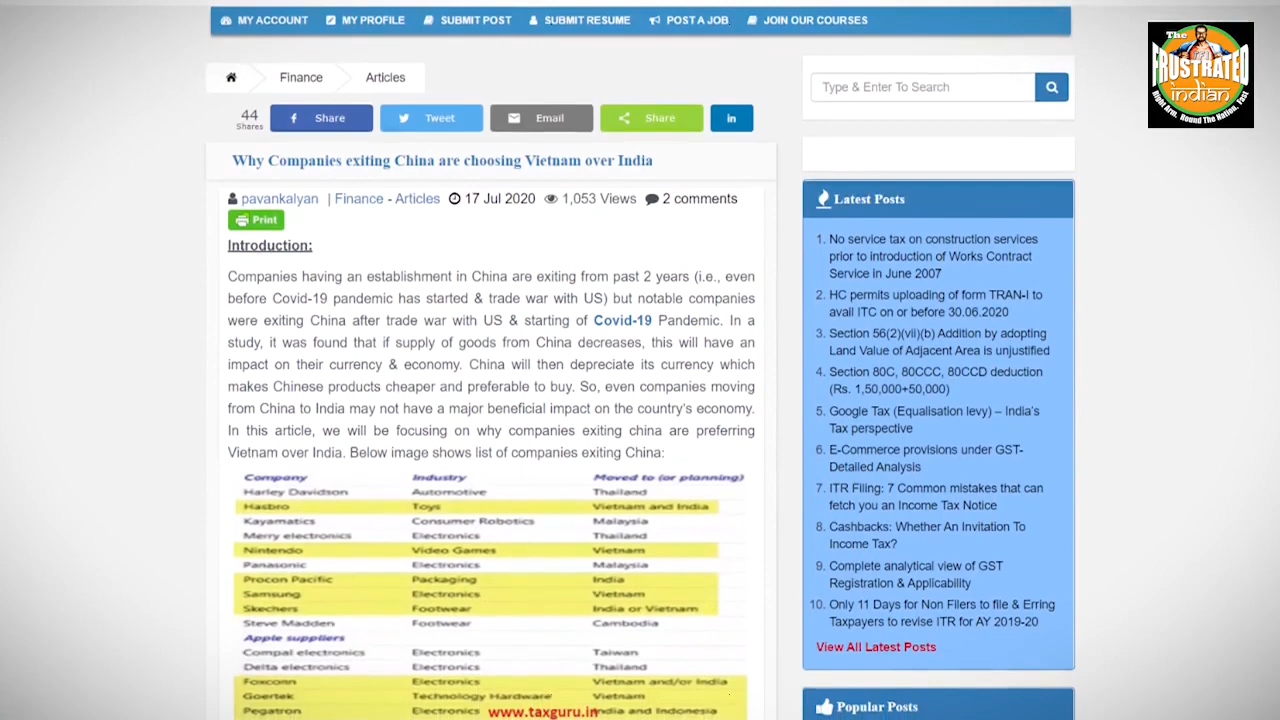 MY ACCOUNT MY PROFILE SUBMIT POST SUBMIT RESUME POST A JOB JOIN OUR COURSES
The
FRUSTRATED
indian
Right Arm, Round The Nation, Fast
Finance Articles
Type & Enter To Search
44
Shares
Share Tweet Email Share in
Why Companies exiting China are choosing Vietnam over India
pavankalyan | Finance - Articles 17 Jul 2020 1,053 Views 2 comments
Print
Introduction:
Companies having an establishment in China are exiting from past 2 years (i.e., even
before Covid-19 pandemic has started & trade war with US) but notable companies
were exiting China after trade war with US & starting of Covid-19 Pandemic. In a
study, it was found that if supply of goods from China decreases, this will have an
impact on their currency & economy. China will then depreciate its currency which
makes Chinese products cheaper and preferable to buy. So, even companies moving
from China to India may not have a major beneficial impact on the country's economy.
In this article, we will be focusing on why companies exiting china are preferring
Vietnam over India. Below image shows list of companies exiting China:
Company Industry Moved to (or planning)
Harley Davidson Automotive Thailand
Hasbro Toys Vietnam and India
Kayamatics Consumer Robotics Malaysia
Merry electronics Electronics Thailand
Nintendo Video Games Vietnam
Panasonic Electronics Malaysia
Procon Pacific Packaging India
Samsung Electronics Vietnam
Skechers Footwear India or Vietnam
Steve Madden Footwear Cambodia
Apple suppliers
Compal electronics Electronics Taiwan
Delta electronics Electronics Thailand
Foxconn Electronics Vietnam and/or India
Goertek Technology Hardware Vietnam
Pegatron Electronics India and Indonesia
www.taxguru.in
Latest Posts
1. No service tax on construction services
prior to introduction of Works Contract
Service in June 2007
2. HC permits uploading of form TRAN-I to
avail ITC on or before 30.06.2020
3. Section 56(2)(vii)(b) Addition by adopting
Land Value of Adjacent Area is unjustified
4. Section 80C, 80CCC, 80CCD deduction
(Rs. 1,50,000+50,000)
5. Google Tax (Equalisation levy) – India's
Tax perspective
6. E-Commerce provisions under GST-
Detailed Analysis
7. ITR Filing: 7 Common mistakes that can
fetch you an Income Tax Notice
8. Cashbacks: Whether An Invitation To
Income Tax?
9. Complete analytical view of GST
Registration & Applicability
10. Only 11 Days for Non Filers to file & Erring
Taxpayers to revise ITR for AY 2019-20
View All Latest Posts
Popular Posts